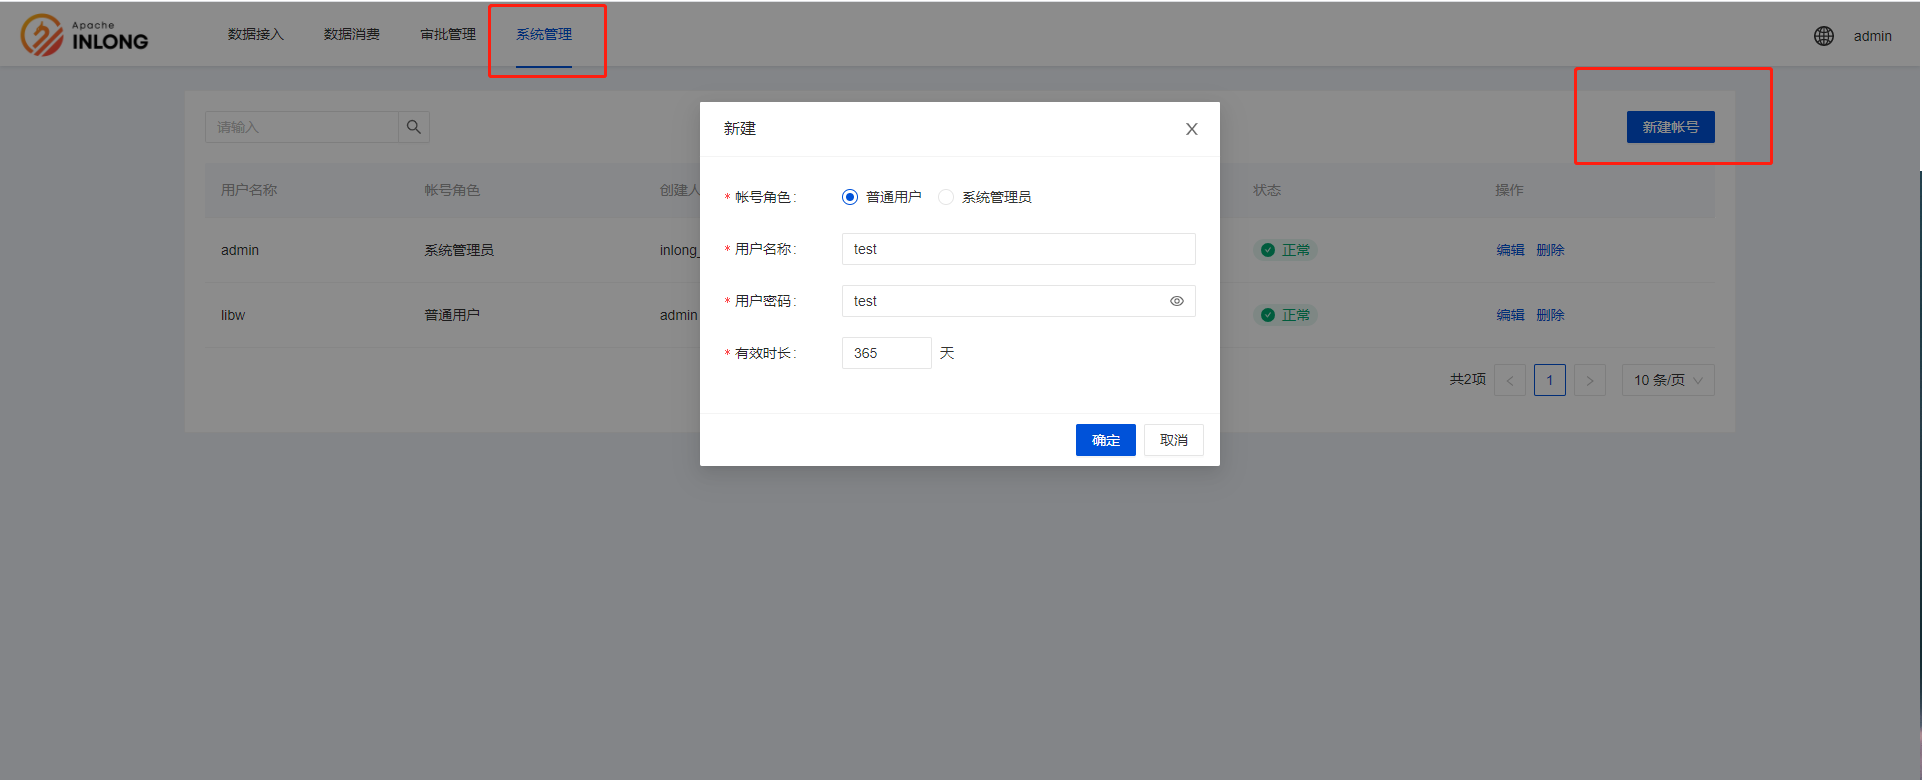 Apache
INLONG
数据接入 数据消费 审批管理 系统管理 admin
请输入 新建帐号
用户名称 帐号角色 创建人 状态 操作
admin 系统管理员 inlong_ 正常 编辑 删除
libw 普通用户 admin 正常 编辑 删除
共2项 < 1 > 10 条/页
新建 X
* 帐号角色: 普通用户 系统管理员
* 用户名称: test
* 用户密码: test
* 有效时长: 365 天
确定 取消